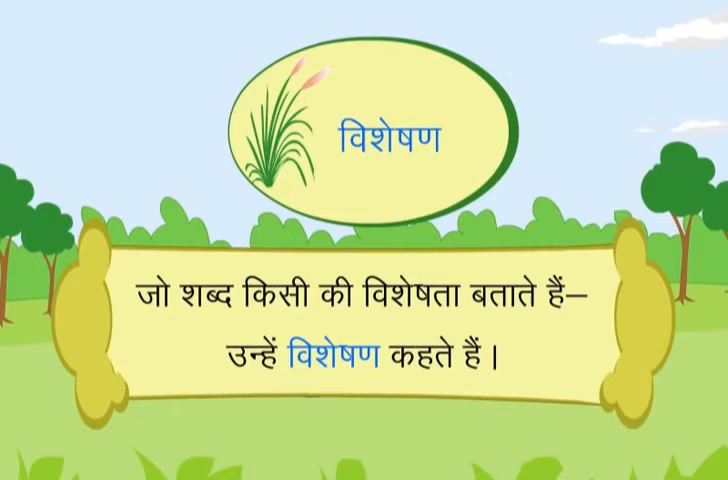 विशेषण
जो शब्द किसी की विशेषता बताते हैं–
उन्हें विशेषण कहते हैं।